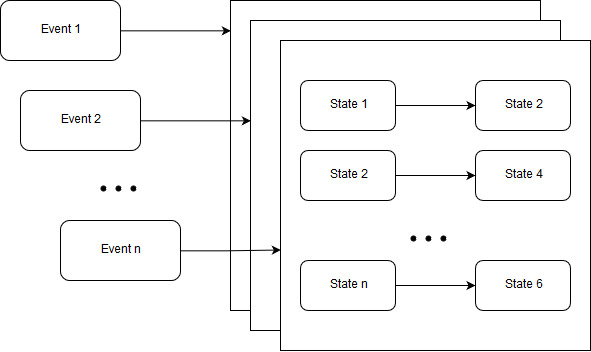 Event 1
State 1
State 2
Event 2
State 2
State 4
Event n
State n
State 6